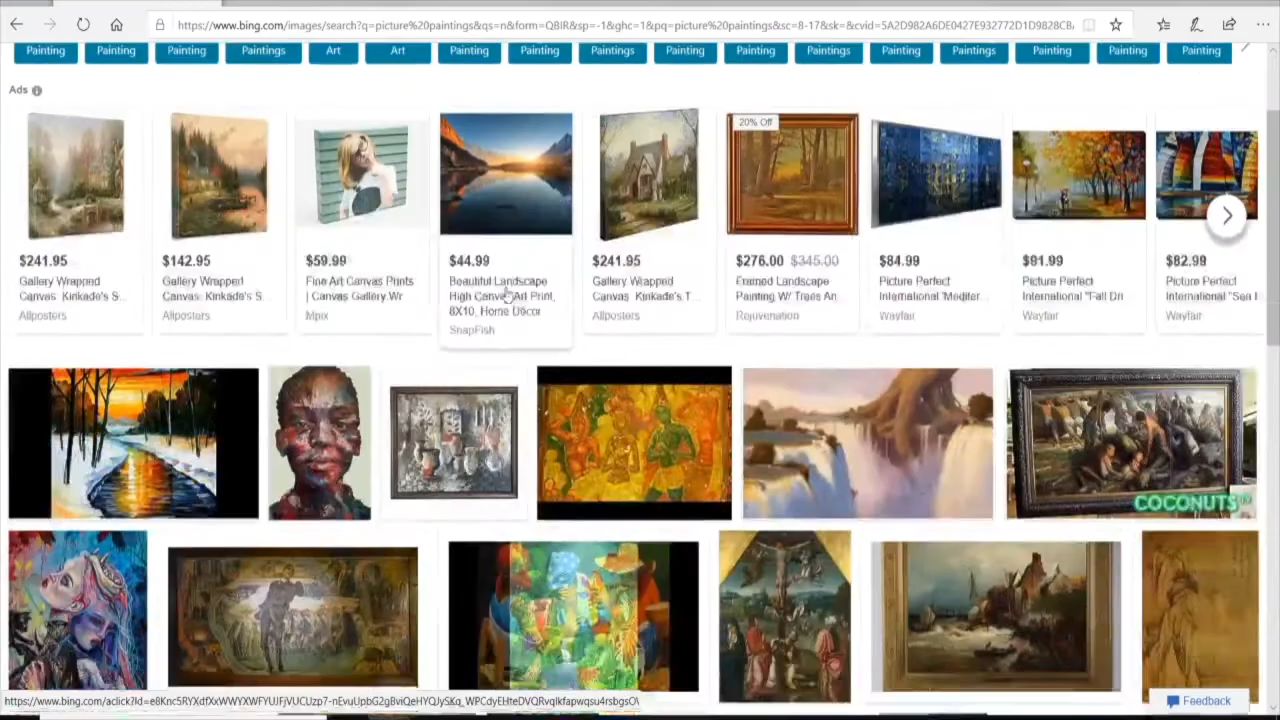 https://www.bing.com/images/search?q=picture%20paintings&qs=n&form=QBIR&sp=-1&ghc=1&pq=picture%20paintings&sc=8-17&sk=&cvid=5A2D982A6DE0427E932772D1D9828CB
Painting Painting Painting Paintings Art Art Painting Painting Paintings Painting Painting Paintings Painting Paintings Painting Painting Painting
Ads
20% Off
$241.95 $142.95 $59.99 $44.99 $241.95 $276.00 $345.00 $84.99 $91.99 $82.99
Gallery Wrapped Gallery Wrapped Fine Art Canvas Prints Beautiful Landscape Gallery Wrapped Framed Landscape Picture Perfect Picture Perfect Picture Perfect
Canvas Kinkade's S... Canvas Kinkade's S... | Canvas Gallery Wr High Canvas Art Print, Canvas Kinkade's T... Painting W/ Trees An International 'Mediter... International "Fall Dri International "Sea
8X10, Home Décor
Allposters Allposters Mpix SnapFish Allposters Rejuvenation Wayfair Wayfair Wayfair
COCONUTS
Feedback